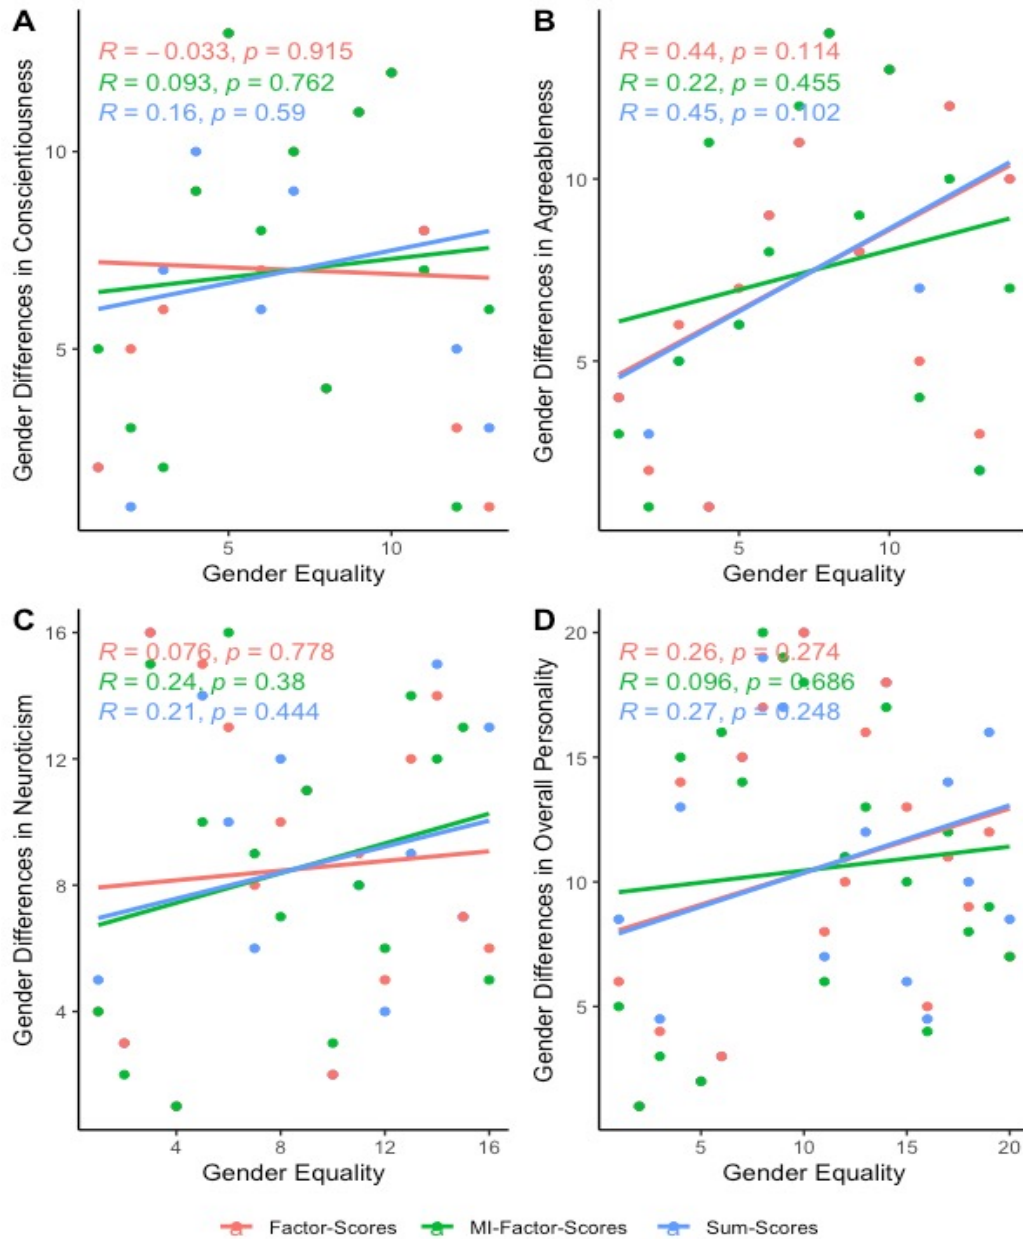 A
B
R = − 0.033, p = 0.915
R = 0.093, p = 0.762
R = 0.16, p = 0.59
R = 0.44, p = 0.114
R = 0.22, p = 0.455
R = 0.45, p = 0.102
Gender Differences in Conscientiousness
Gender Differences in Agreeableness
10
5
10
5
5
10
5
10
Gender Equality
Gender Equality
C
D
R = 0.076, p = 0.778
R = 0.24, p = 0.38
R = 0.21, p = 0.444
R = 0.26, p = 0.274
R = 0.096, p = 0.686
R = 0.27, p = 0.248
Gender Differences in Neuroticism
Gender Differences in Overall Personality
16
12
8
4
20
15
10
5
4
8
12
16
5
10
15
20
Gender Equality
Gender Equality
Factor-Scores
MI-Factor-Scores
Sum-Scores